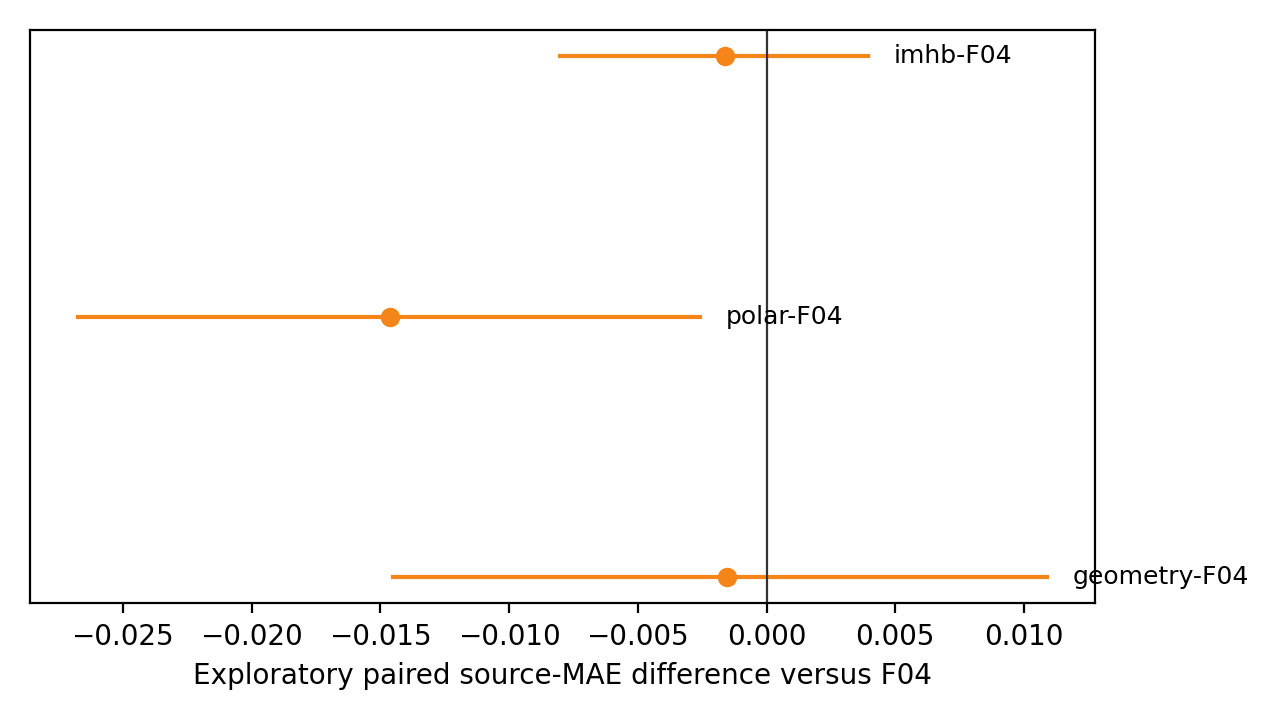 imhb-F04
polar-F04
geometry-F04
−0.025 −0.020 −0.015 −0.010 −0.005 0.000 0.005 0.010
Exploratory paired source-MAE difference versus F04